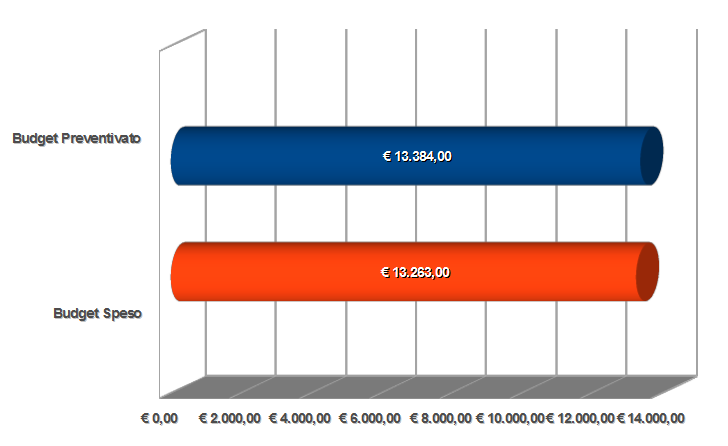 Budget Preventivato
€ 13.384,00
€ 13.263,00
Budget Speso
€ 0,00 € 2.000,00 € 4.000,00 € 6.000,00 € 8.000,00 € 10.000,00 € 12.000,00 € 14.000,00